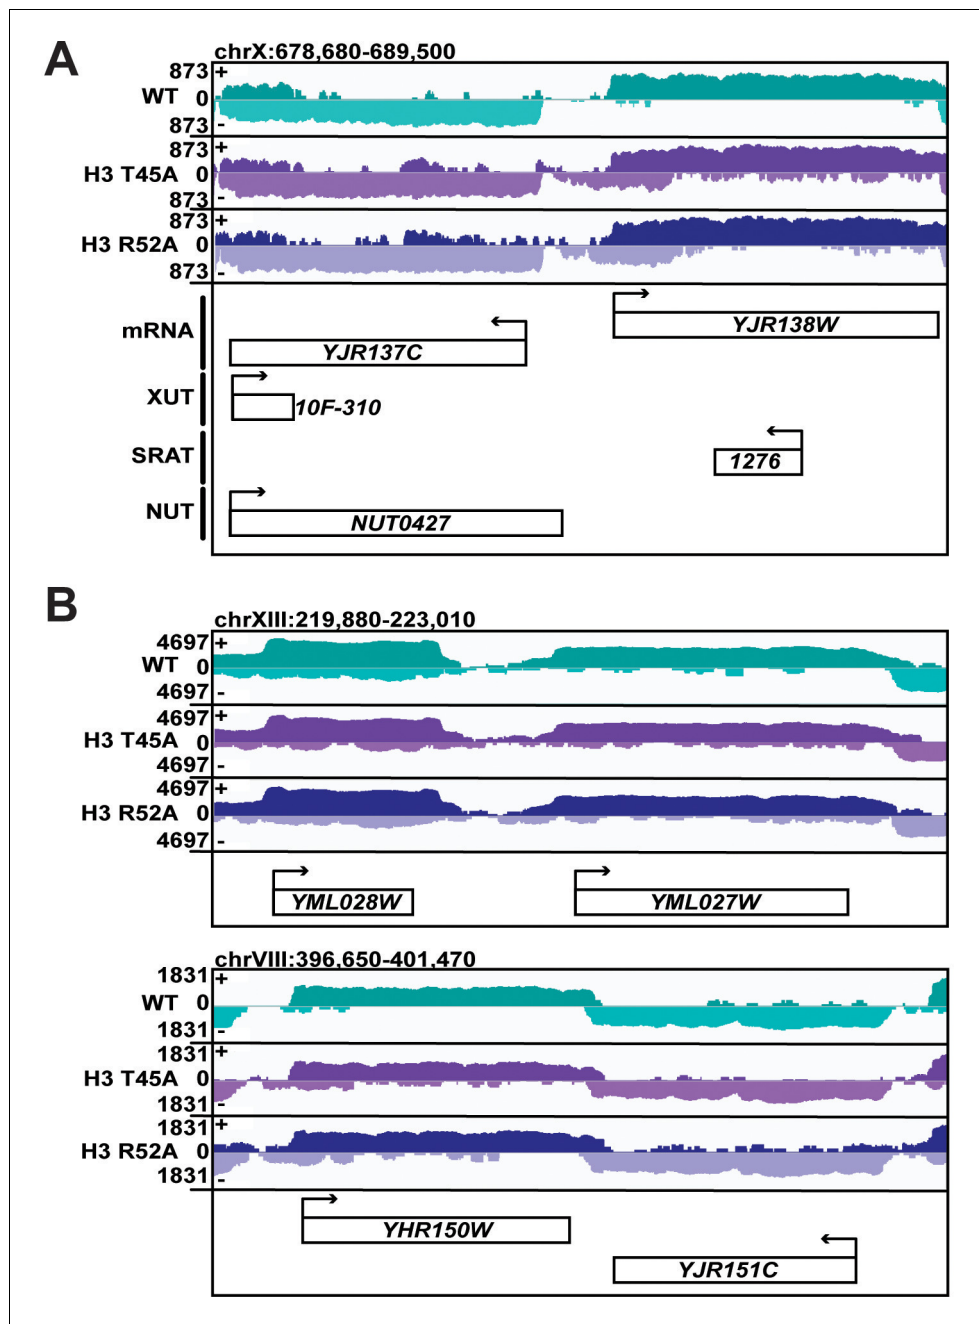 A
chrX:678,680-689,500
873 +
WT 0
873 -
873 +
H3 T45A 0
873 -
873 +
H3 R52A 0
873 -
mRNA
YJR138W
YJR137C
XUT
10F-310
SRAT
1276
NUT
NUT0427
B
chrXIII:219,880-223,010
4697 +
WT 0
4697 -
4697 +
H3 T45A 0
4697 -
4697 +
H3 R52A 0
4697 -
YML028W YML027W
chrVIII:396,650-401,470
1831 +
WT 0
1831 -
1831 +
H3 T45A 0
1831 -
1831 +
H3 R52A 0
1831 -
YHR150W
YJR151C